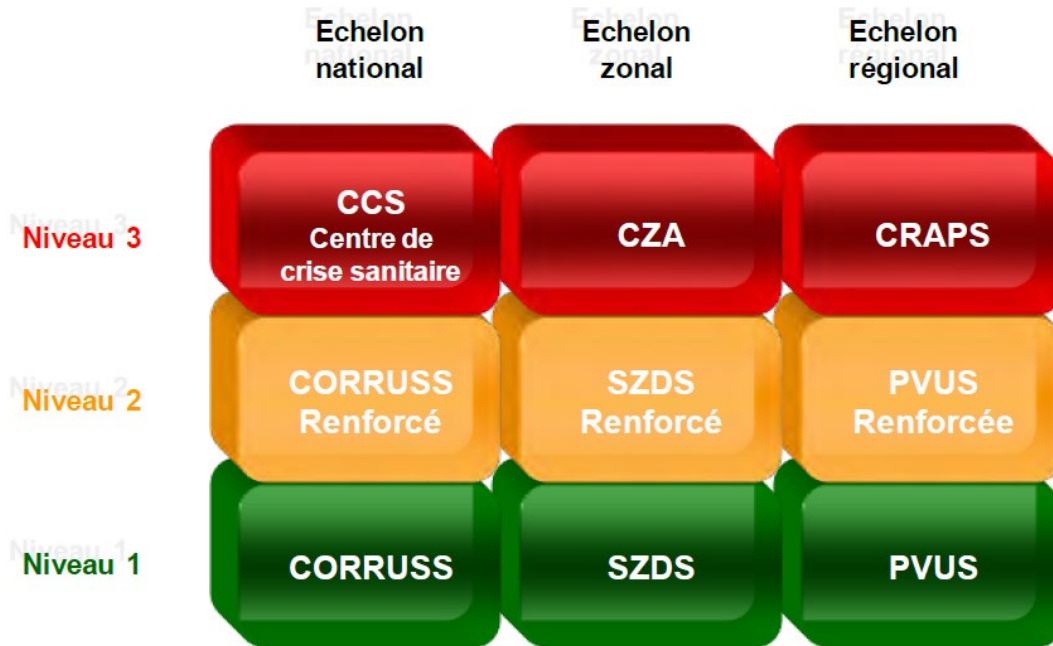 Echelon national
Echelon zonal
Echelon régional
Niveau 3
CCS
Centre de
crise sanitaire
CZA
CRAPS
Niveau 2
CORRUSS
Renforcé
SZDS
Renforcé
PVUS
Renforcée
Niveau 1
CORRUSS
SZDS
PVUS